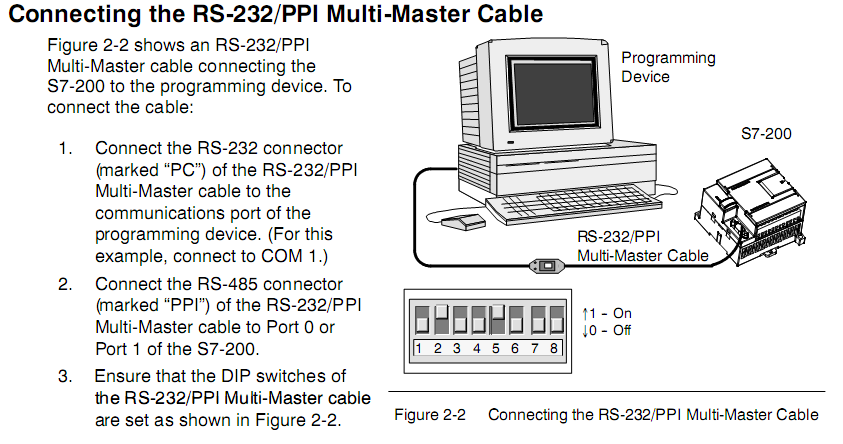 Connecting the RS-232/PPI Multi-Master Cable
Figure 2-2 shows an RS-232/PPI
Multi-Master cable connecting the
S7-200 to the programming device. To
connect the cable:
1. Connect the RS-232 connector
(marked “PC”) of the RS-232/PPI
Multi-Master cable to the
communications port of the
programming device. (For this
example, connect to COM 1.)
2. Connect the RS-485 connector
(marked “PPI”) of the RS-232/PPI
Multi-Master cable to Port 0 or
Port 1 of the S7-200.
3. Ensure that the DIP switches of
the RS-232/PPI Multi-Master cable
are set as shown in Figure 2-2.
Programming
Device
S7-200
RS-232/PPI
Multi-Master Cable
↑1 - On
↓0 - Off
1 2 3 4 5 6 7 8
Figure 2-2 Connecting the RS-232/PPI Multi-Master Cable